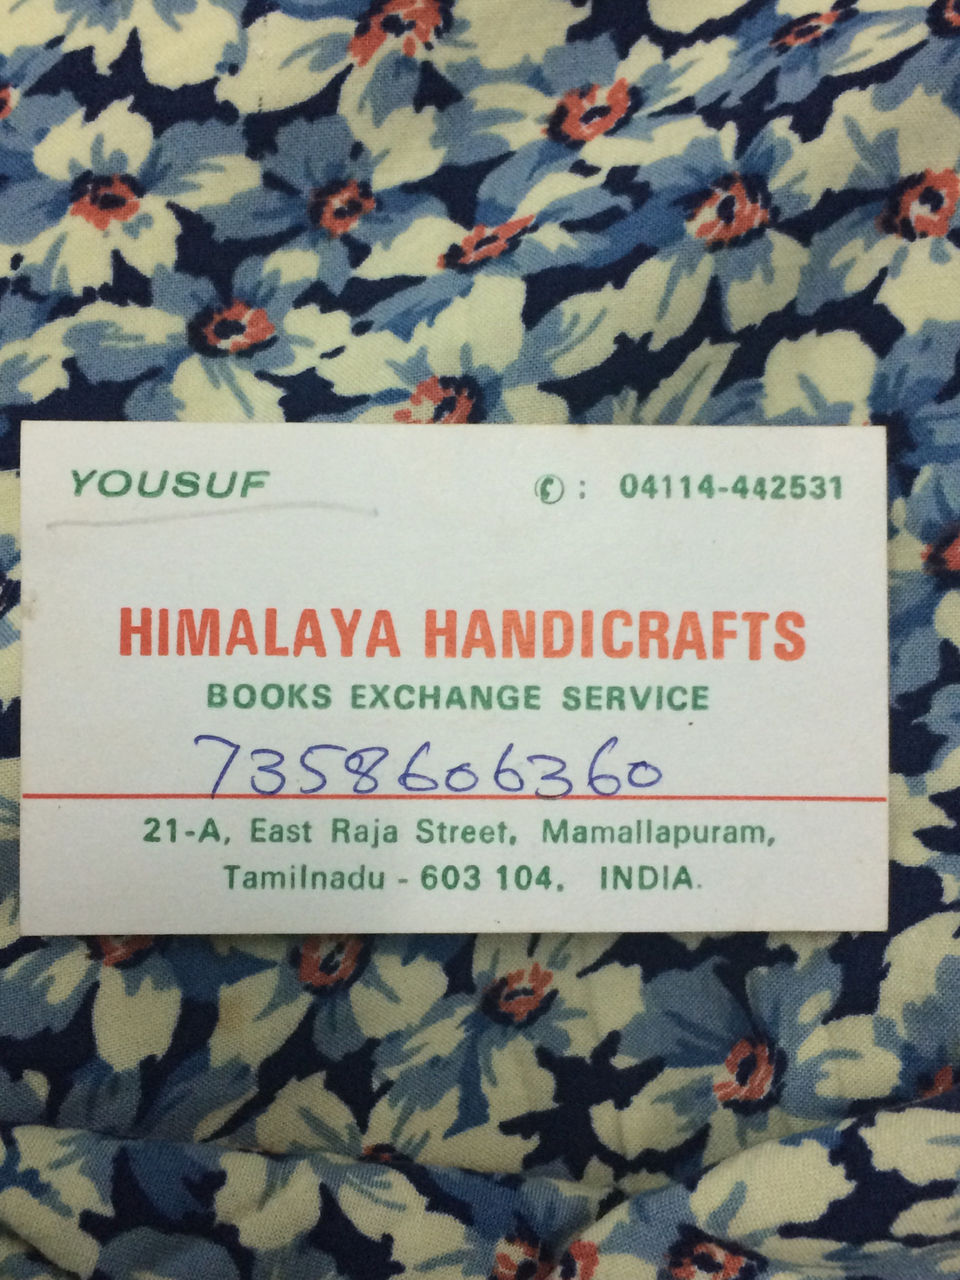 YOUSUF
✆ : 04114-442531
HIMALAYA HANDICRAFTS
BOOKS EXCHANGE SERVICE
7358606360
21-A, East Raja Street, Mamallapuram,
Tamilnadu - 603 104. INDIA.